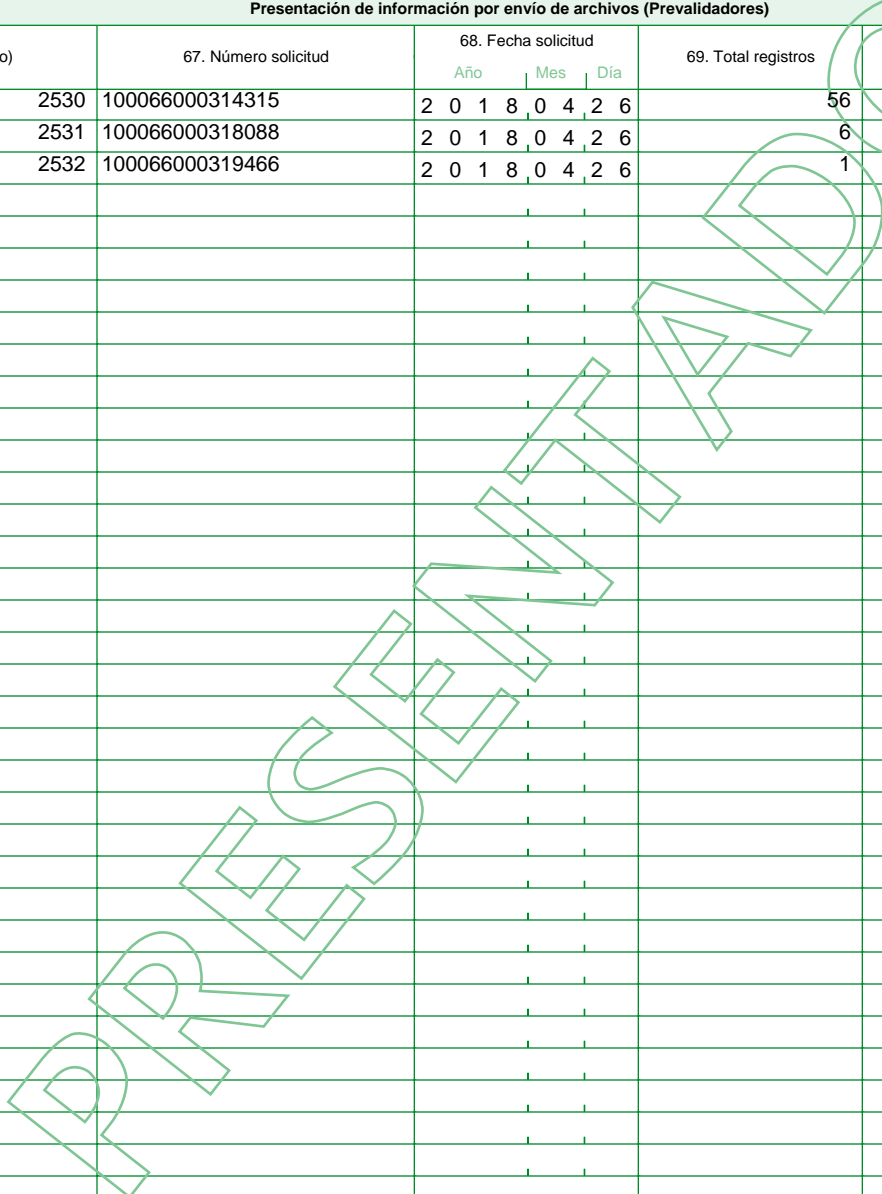 Presentación de información por envío de archivos (Prevalidadores)
o) 67. Número solicitud 68. Fecha solicitud 69. Total registros
Año Mes Día
2530 100066000314315 2 0 1 8 0 4 2 6 56
2531 100066000318088 2 0 1 8 0 4 2 6 6
2532 100066000319466 2 0 1 8 0 4 2 6 1
PRESENTADO